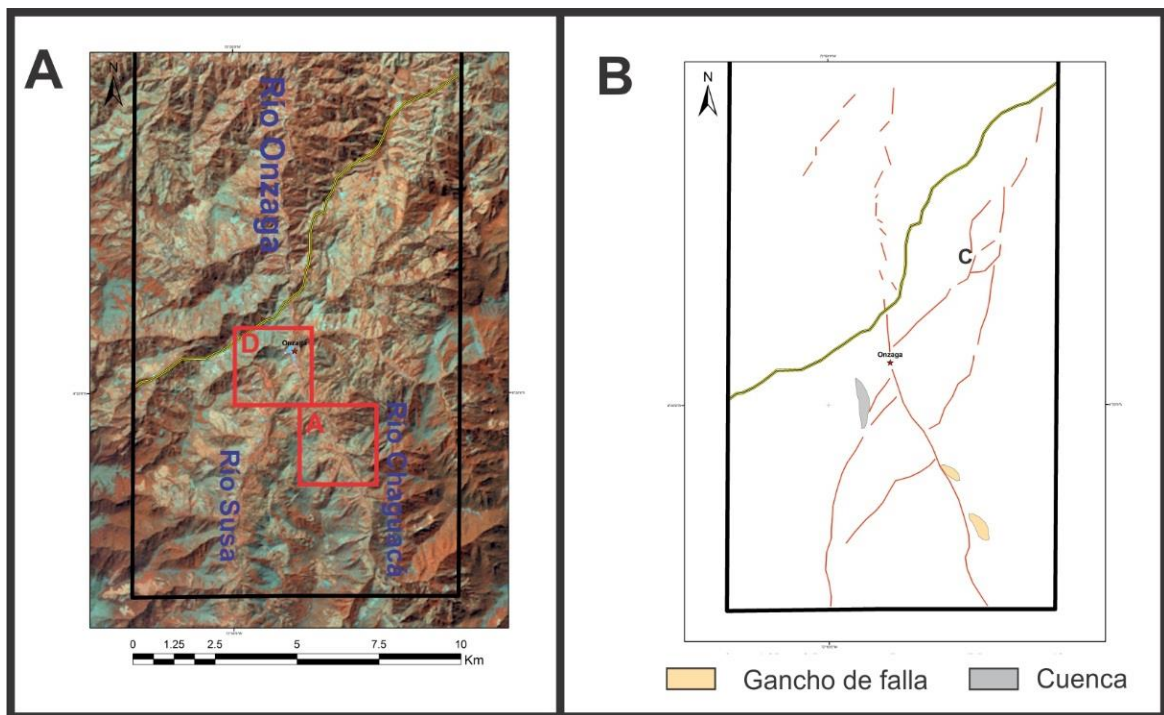 A
N
Río Onzaga
D
Onzaga
A
Río Susa
Río Chaguacá
0 1.25 2.5 5 7.5 10
Km
B
N
C
Onzaga
Gancho de falla
Cuenca